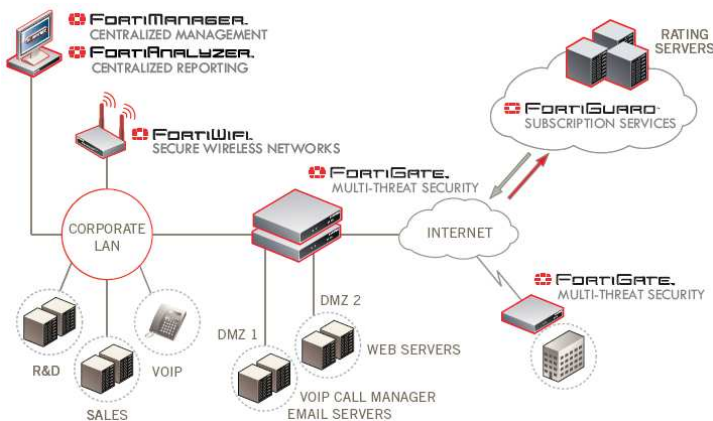 FORTIMANAGER.
CENTRALIZED MANAGEMENT
FORTIANALYZER.
CENTRALIZED REPORTING
RATING
SERVERS
FORTIGUARD
SUBSCRIPTION SERVICES
FORTIWIFI.
SECURE WIRELESS NETWORKS
FORTIGATE.
MULTI-THREAT SECURITY
CORPORATE
LAN
INTERNET
FORTIGATE.
MULTI-THREAT SECURITY
DMZ 2
DMZ 1
WEB SERVERS
R&D
VOIP
VOIP CALL MANAGER
EMAIL SERVERS
SALES